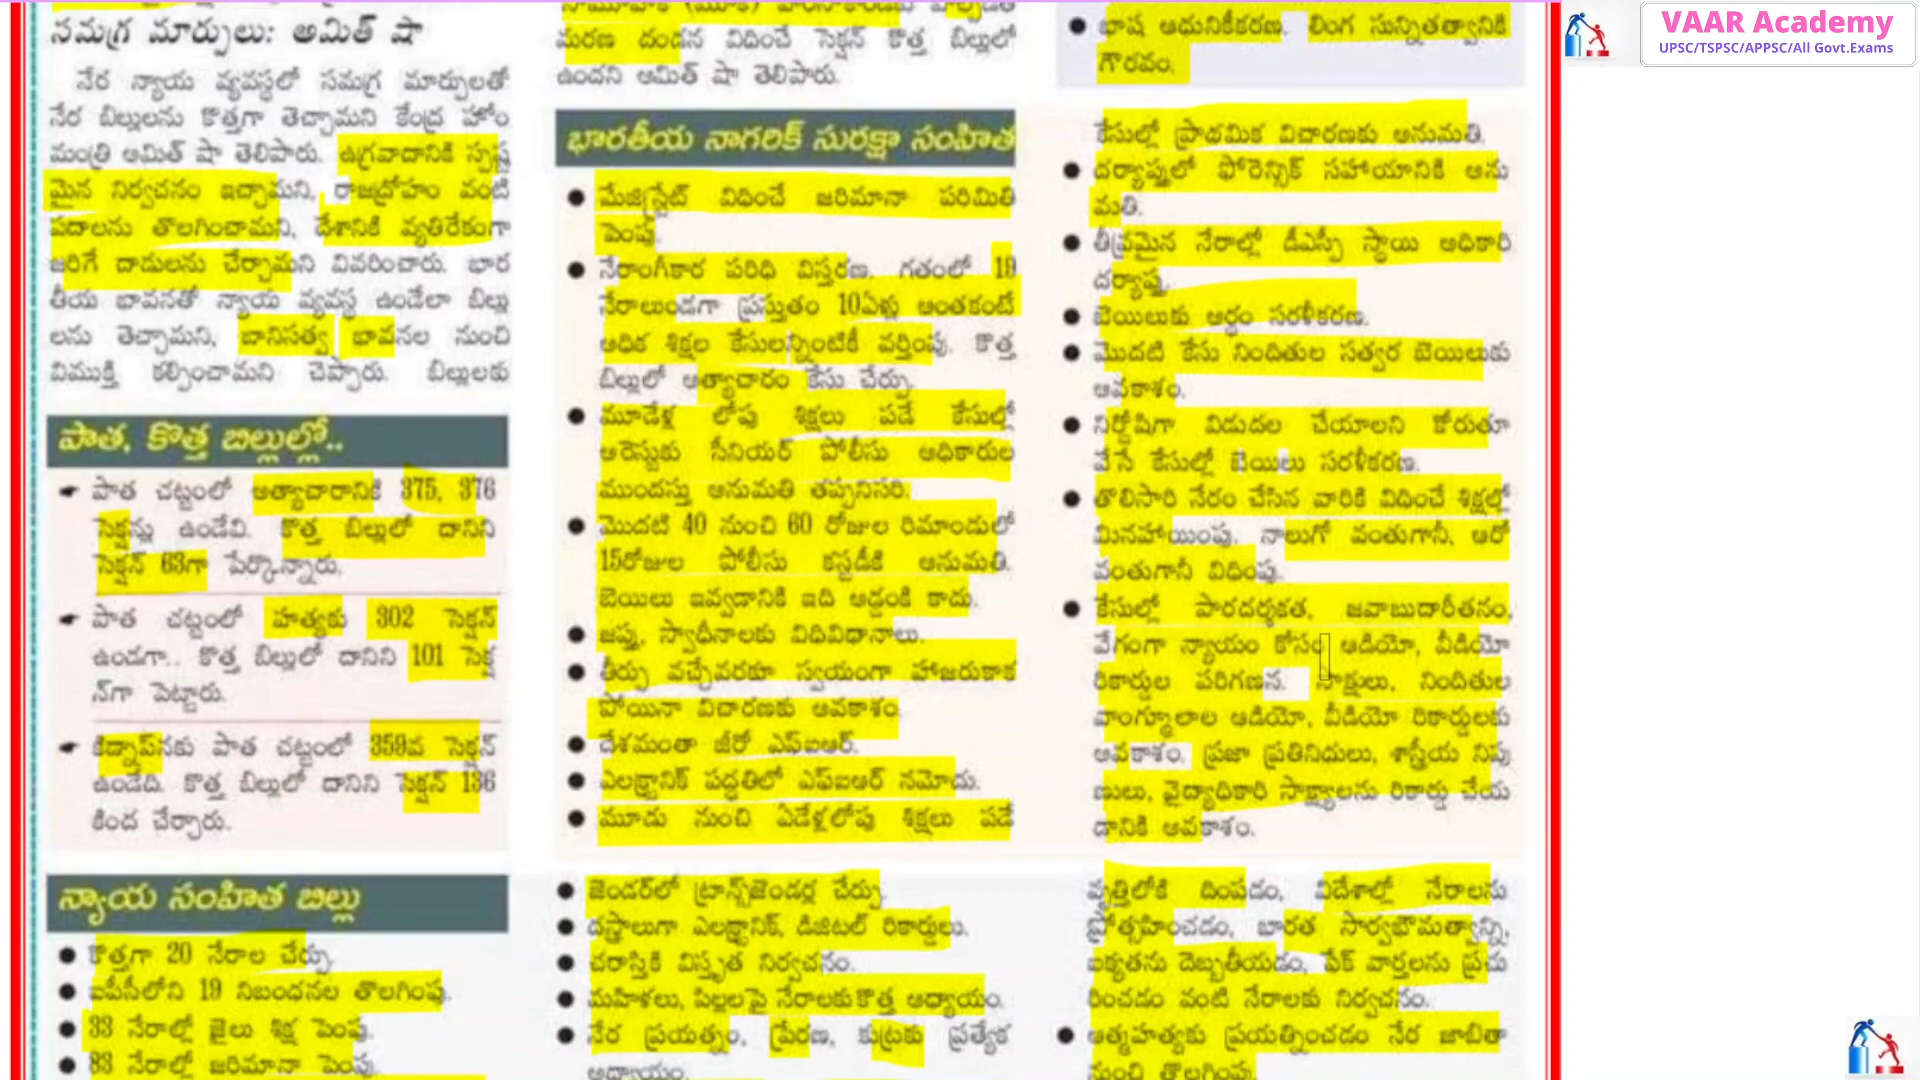 సమగ్ర మార్పులు: అమిత్ షా
నేర న్యాయ వ్యవస్థలో సమగ్ర మార్పులతో
నేర బిల్లులను కొత్తగా తెచ్చామని కేంద్ర హోం
మంత్రి అమిత్ షా తెలిపారు. ఉగ్రవాదానికి స్పష్ట
మైన నిర్వచనం ఇచ్చామని, రాజద్రోహం వంటి
పదాలను తొలగించామని, దేశానికి వ్యతిరేకంగా
జరిగే దాడులను చేర్చామని వివరించారు. భార
తీయ భావనతో న్యాయ వ్యవస్థ ఉండేలా బిల్లు
లను తెచ్చామని, బానిసత్వ భావనల నుంచి
విముక్తి కల్పించామని చెప్పారు. బిల్లులకు
పాత, కొత్త బిల్లుల్లో..
పాత చట్టంలో అత్యాచారానికి 375, 376
సెక్షన్లు ఉండేవి. కొత్త బిల్లులో దానిని
సెక్షన్ 63గా పేర్కొన్నారు.
పాత చట్టంలో హత్యకు 302 సెక్షన్
ఉండగా.. కొత్త బిల్లులో దానిని 101 సెక్ష
న్‌గా పెట్టారు.
కిడ్నాప్‌నకు పాత చట్టంలో 359వ సెక్షన్
ఉండేది. కొత్త బిల్లులో దానిని సెక్షన్ 136
కింద చేర్చారు.
న్యాయ సంహిత బిల్లు
● కొత్తగా 20 నేరాల చేర్పు.
● ఐపీసీలోని 19 నిబంధనల తొలగింపు.
● 33 నేరాల్లో జైలు శిక్ష పెంపు.
● 83 నేరాల్లో జరిమానా పెంపు.
మరణ దండన విధించే సెక్షన్ కొత్త బిల్లులో
ఉందని అమిత్ షా తెలిపారు.
భారతీయ నాగరిక్ సురక్షా సంహిత
● మేజిస్ట్రేట్ విధించే జరిమానా పరిమితి
పెంపు.
● నేరాంగీకార పరిధి విస్తరణ. గతంలో 19
నేరాలుండగా ప్రస్తుతం 10ఏళ్లు అంతకంటే
అధిక శిక్షల కేసులన్నింటికీ వర్తింపు. కొత్త
బిల్లులో అత్యాచారం కేసు చేర్పు.
● మూడేళ్ల లోపు శిక్షలు పడే కేసుల్లో
అరెస్టుకు సీనియర్ పోలీసు అధికారుల
ముందస్తు అనుమతి తప్పనిసరి.
● మొదటి 40 నుంచి 60 రోజుల రిమాండులో
15రోజుల పోలీసు కస్టడీకి అనుమతి.
బెయిలు ఇవ్వడానికి ఇది అడ్డంకి కాదు.
● జప్తు, స్వాధీనాలకు విధివిధానాలు.
● తీర్పు వచ్చేవరకూ స్వయంగా హాజరుకాక
పోయినా విచారణకు అవకాశం.
● దేశమంతా జీరో ఎఫ్ఐఆర్.
● ఎలక్ట్రానిక్ పద్ధతిలో ఎఫ్ఐఆర్ నమోదు.
● మూడు నుంచి ఏడేళ్లలోపు శిక్షలు పడే
● జెండర్‌లో ట్రాన్స్‌జెండర్ల చేర్పు.
● దస్త్రాలుగా ఎలక్ట్రానిక్, డిజిటల్ రికార్డులు.
● చరాస్తికి విస్తృత నిర్వచనం.
● మహిళలు, పిల్లలపై నేరాలకు కొత్త అధ్యాయం.
● నేర ప్రయత్నం, ప్రేరణ, కుట్రకు ప్రత్యేక
అధ్యాయం.
● భాష ఆధునికీకరణ. లింగ సున్నితత్వానికి
గౌరవం.
కేసుల్లో ప్రాథమిక విచారణకు అనుమతి.
● దర్యాప్తులో ఫోరెన్సిక్ సహాయానికి అను
మతి.
● తీవ్రమైన నేరాల్లో డీఎస్పీ స్థాయి అధికారి
దర్యాప్తు.
● బెయిలుకు అర్థం సరళీకరణ.
● మొదటి కేసు నిందితుల సత్వర బెయిలుకు
అవకాశం.
● నిర్దోషిగా విడుదల చేయాలని కోరుతూ
వేసే కేసుల్లో బెయిలు సరళీకరణ.
● తొలిసారి నేరం చేసిన వారికి విధించే శిక్షల్లో
మినహాయింపు. నాలుగో వంతుగానీ, ఆరో
వంతుగానీ విధింపు.
● కేసుల్లో పారదర్శకత, జవాబుదారీతనం,
వేగంగా న్యాయం కోసం ఆడియో, వీడియో
రికార్డుల పరిగణన. సాక్షులు, నిందితుల
వాంగ్మూలాల ఆడియో, వీడియో రికార్డులకు
అవకాశం. ప్రజా ప్రతినిధులు, శాస్త్రీయ నిపు
ణులు, వైద్యాధికారి సాక్ష్యాలను రికార్డు చేయ
డానికి అవకాశం.
వృత్తిలోకి దింపడం, విదేశాల్లో నేరాలను
ప్రోత్సహించడం, భారత సార్వభౌమత్వాన్ని,
ఐక్యతను దెబ్బతీయడం, ఫేక్ వార్తలను ప్రచు
రించడం వంటి నేరాలకు నిర్వచనం.
● ఆత్మహత్యకు ప్రయత్నించడం నేర జాబితా
నుంచి తొలగింపు.
VAAR Academy
UPSC/TSPSC/APPSC/All Govt.Exams